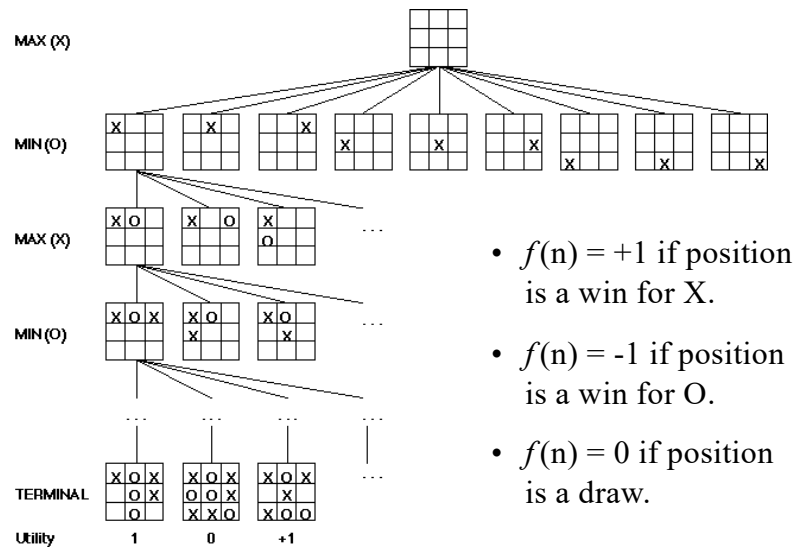 MAX (X)
X X X
MIN (O) X X X
X X X
X O X O X
MAX (X) O ...
• f(n) = +1 if position
is a win for X.
X O X X O X O
MIN (O) X X ...
• f(n) = -1 if position
is a win for O.
... ... ... ...
• f(n) = 0 if position
is a draw.
X O X X O X X O X ...
TERMINAL O X O O X X
O X X O X O O
Utility 1 0 +1